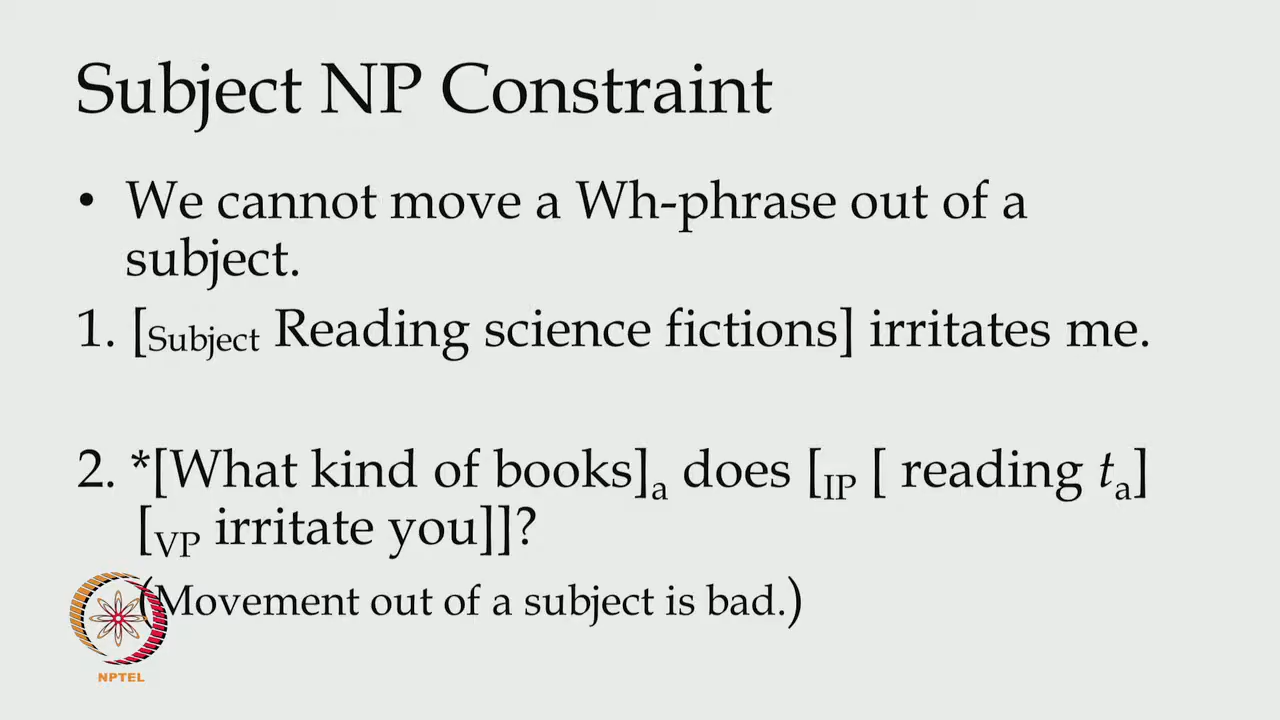 Subject NP Constraint
• We cannot move a Wh-phrase out of a
subject.
1. [Subject Reading science fictions] irritates me.
2. *[What kind of books]a does [IP [ reading ta]
[VP irritate you]]?
(Movement out of a subject is bad.)
NPTEL